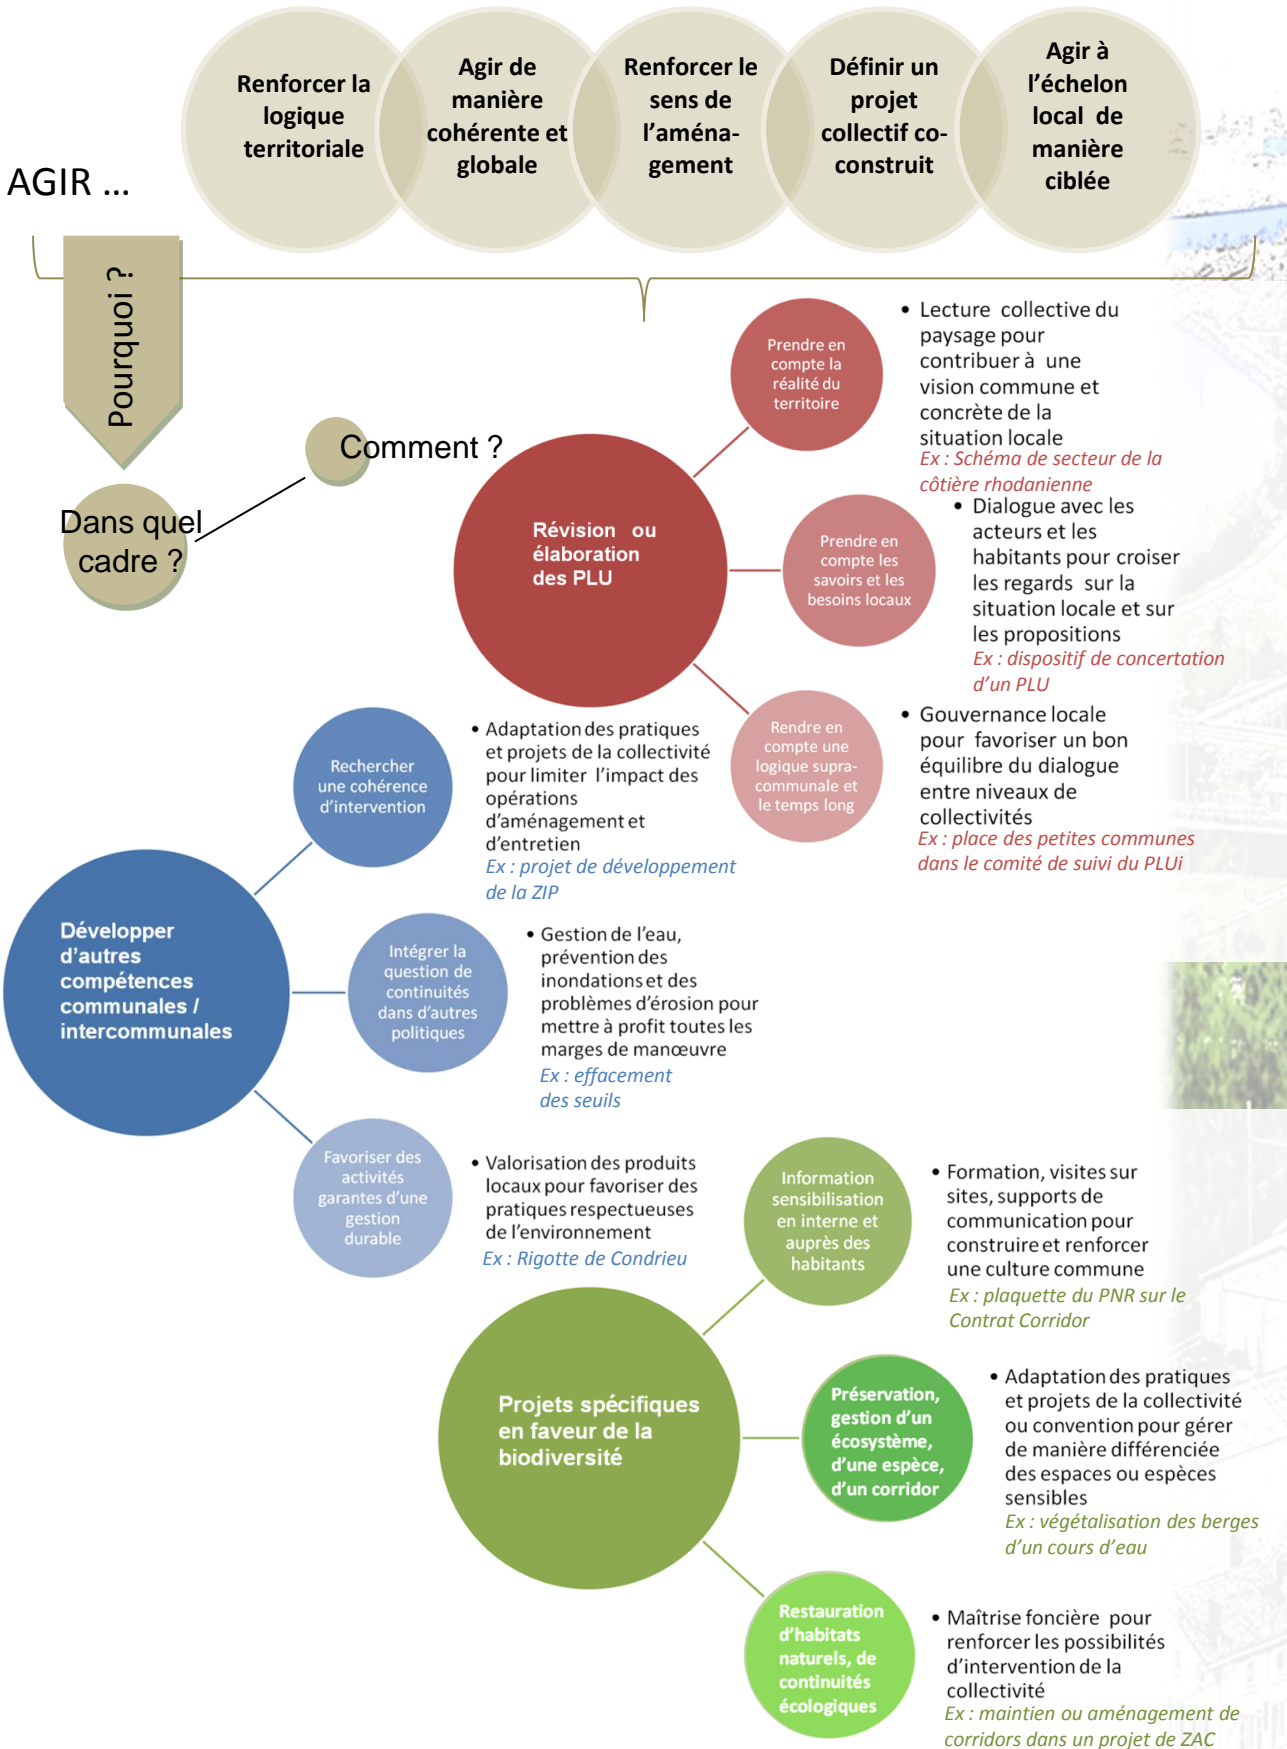 Renforcer la
logique
territoriale
Agir de
manière
cohérente et
globale
Renforcer le
sens de
l'aména-
gement
Définir un
projet
collectif co-
construit
Agir à
l'échelon
local de
manière
ciblée
AGIR ...
Pourquoi ?
Dans quel
cadre ?
Comment ?
Révision ou
élaboration
des PLU
Prendre en
compte la
réalité du
territoire
• Lecture collective du
paysage pour
contribuer à une
vision commune et
concrète de la
situation locale
Ex : Schéma de secteur de la
côtière rhodanienne
Prendre en
compte les
savoirs et les
besoins locaux
• Dialogue avec les
acteurs et les
habitants pour croiser
les regards sur la
situation locale et sur
les propositions
Ex : dispositif de concertation
d'un PLU
Rendre en
compte une
logique supra-
communale et
le temps long
• Gouvernance locale
pour favoriser un bon
équilibre du dialogue
entre niveaux de
collectivités
Ex : place des petites communes
dans le comité de suivi du PLUi
Développer
d'autres
compétences
communales /
intercommunales
Rechercher
une cohérence
d'intervention
• Adaptation des pratiques
et projets de la collectivité
pour limiter l'impact des
opérations
d'aménagement et
d'entretien
Ex : projet de développement
de la ZIP
Intégrer la
question de
continuités
dans d'autres
politiques
• Gestion de l'eau,
prévention des
inondations et des
problèmes d'érosion pour
mettre à profit toutes les
marges de manœuvre
Ex : effacement
des seuils
Favoriser des
activités
garantes d'une
gestion
durable
• Valorisation des produits
locaux pour favoriser des
pratiques respectueuses
de l'environnement
Ex : Rigotte de Condrieu
Projets spécifiques
en faveur de la
biodiversité
Information
sensibilisation
en interne et
auprès des
habitants
• Formation, visites sur
sites, supports de
communication pour
construire et renforcer
une culture commune
Ex : plaquette du PNR sur le
Contrat Corridor
Préservation,
gestion d'un
écosystème,
d'une espèce,
d'un corridor
• Adaptation des pratiques
et projets de la collectivité
ou convention pour gérer
de manière différenciée
des espaces ou espèces
sensibles
Ex : végétalisation des berges
d'un cours d'eau
Restauration
d'habitats
naturels, de
continuités
écologiques
• Maîtrise foncière pour
renforcer les possibilités
d'intervention de la
collectivité
Ex : maintien ou aménagement de
corridors dans un projet de ZAC